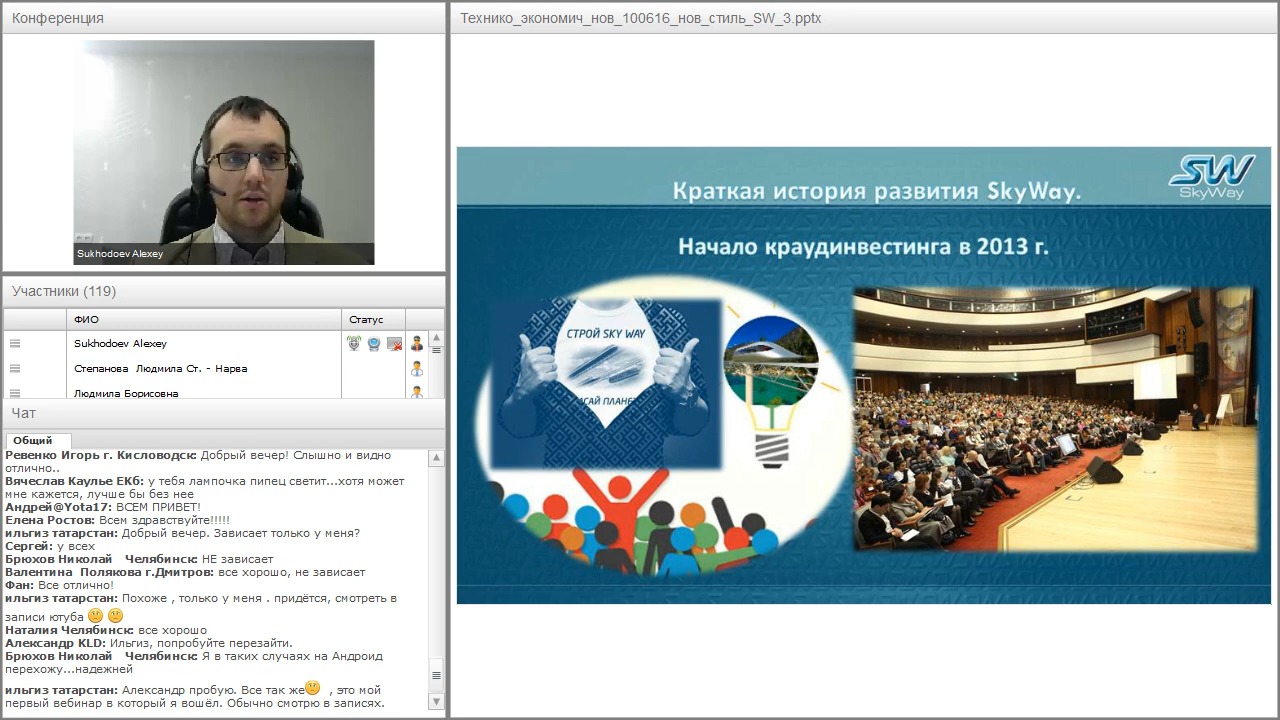 Конференция
Sukhodoev Alexey
Участники (119)
ФИО
Статус
Sukhodoev Alexey
Степанова Людмила Ст. - Нарва
Людмила Борисовна
Чат
Общий
Ревенко Игорь г. Кисловодск: Добрый вечер! Слышно и видно
отлично..
Вячеслав Каулье ЕКб: у тебя лампочка пипец светит...хотя может
мне кажется, лучше бы без нее
Андрей@Yota17: ВСЕМ ПРИВЕТ!
Елена Ростов: Всем здравствуйте!!!!!
ильгиз татарстан: Добрый вечер. Зависает только у меня?
Сергей: у всех
Брюхов Николай Челябинск: НЕ зависает
Валентина Полякова г.Дмитров: все хорошо, не зависает
Фан: Все отлично!
ильгиз татарстан: Похоже , только у меня . придётся, смотреть в
записи ютуба
Наталия Челябинск: все хорошо
Александр KLD: Ильгиз, попробуйте перезайти.
Брюхов Николай Челябинск: Я в таких случаях на Андроид
перехожу...надежней
ильгиз татарстан: Александр пробую. Все так же , это мой
первый вебинар в который я вошёл. Обычно смотрю в записях.
Технико_экономич_нов_100616_нов_стиль_SW_3.pptx
SW
SkyWay
Краткая история развития SkyWay.
Начало краудинвестинга в 2013 г.
СТРОЙ SKY WAY
АСАЙ ПЛАНЕТ